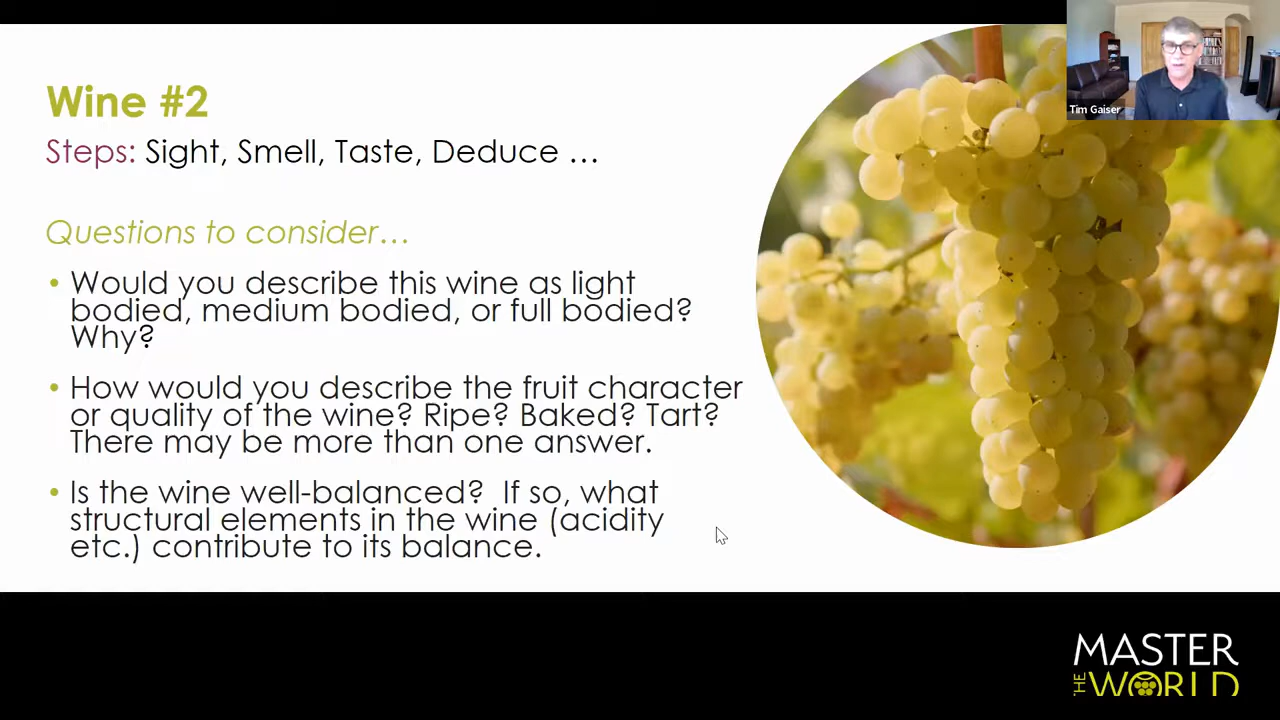 Wine #2
Steps: Sight, Smell, Taste, Deduce …
Questions to consider…
• Would you describe this wine as light
bodied, medium bodied, or full bodied?
Why?
• How would you describe the fruit character
or quality of the wine? Ripe? Baked? Tart?
There may be more than one answer.
• Is the wine well-balanced?  If so, what
structural elements in the wine (acidity
etc.) contribute to its balance.
Tim Gaiser
MASTER
THE WORLD